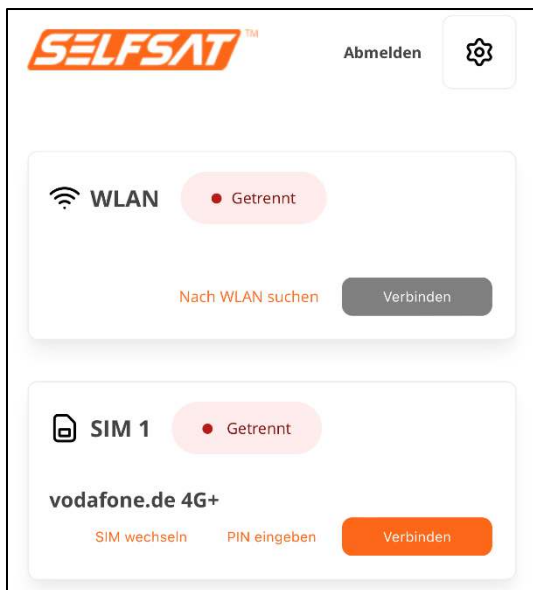 SELFSAT™
Abmelden
WLAN
Getrennt
Nach WLAN suchen
Verbinden
SIM 1
Getrennt
vodafone.de 4G+
SIM wechseln
PIN eingeben
Verbinden